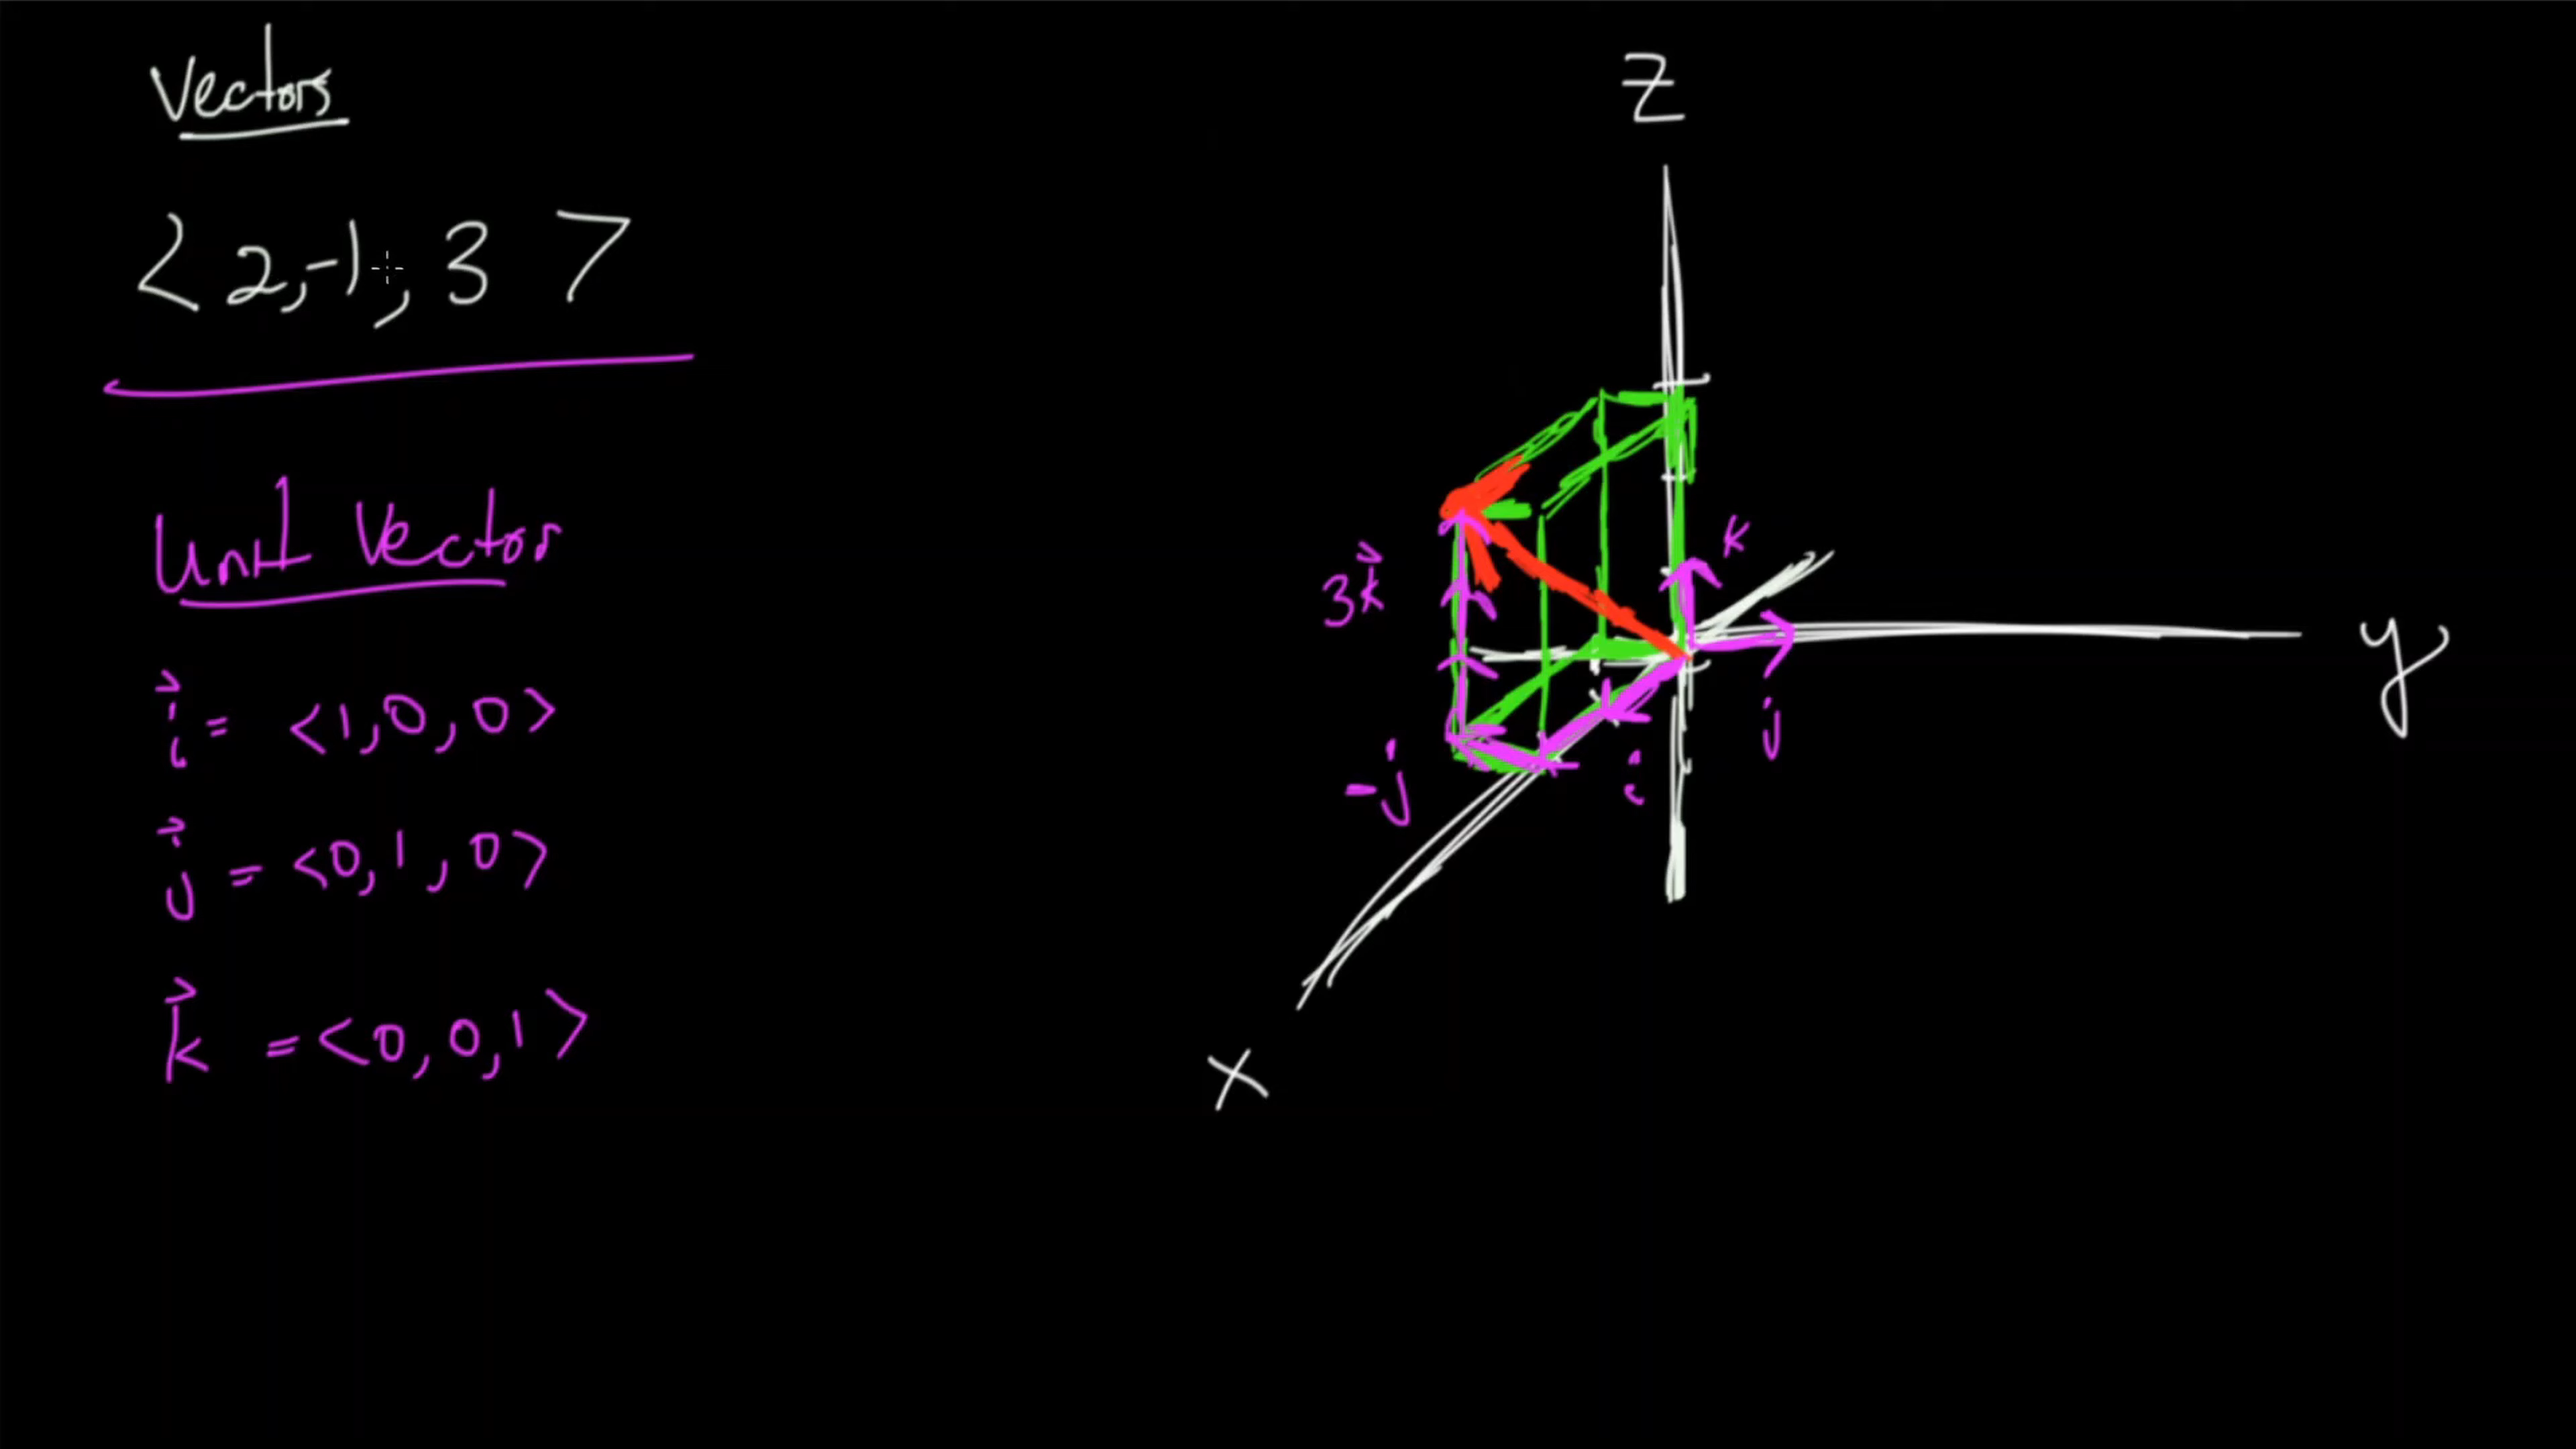 Vectors
< 2, -1, 3 >
Unit Vector
i⃗ = <1, 0, 0>
j⃗ = <0, 1, 0>
k⃗ = <0, 0, 1>
z
k
3k⃗
y
j
-j
i
x